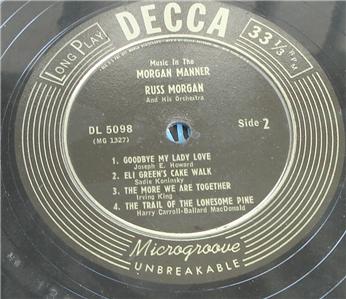 DECCA
LONG PLAY
33 1/3 RPM
Music In The
MORGAN MANNER
RUSS MORGAN
And His Orchestra
DL 5098
(MG 1327)
Side 2
1. GOODBYE MY LADY LOVE
Joseph E. Howard
2. ELI GREEN'S CAKE WALK
Sadie Koninsky
3. THE MORE WE ARE TOGETHER
Irving King
4. THE TRAIL OF THE LONESOME PINE
Harry Carroll-Ballard MacDonald
Microgroove
UNBREAKABLE